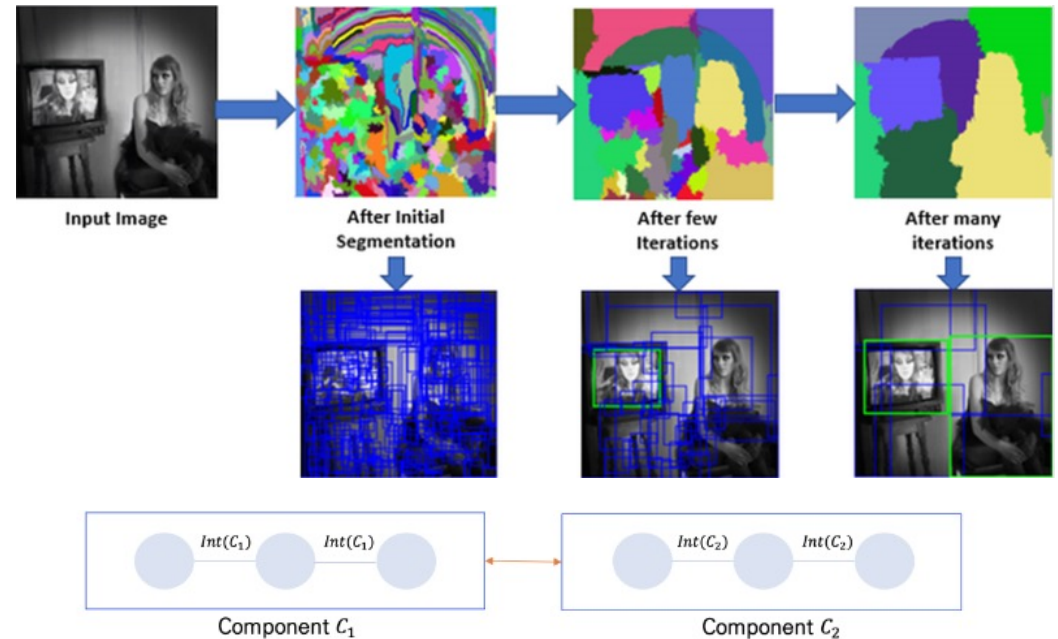 Input Image
After Initial
Segmentation
After few
Iterations
After many
iterations
Int(C₁)
Int(C₁)
Int(C₂)
Int(C₂)
Component C₁
Component C₂